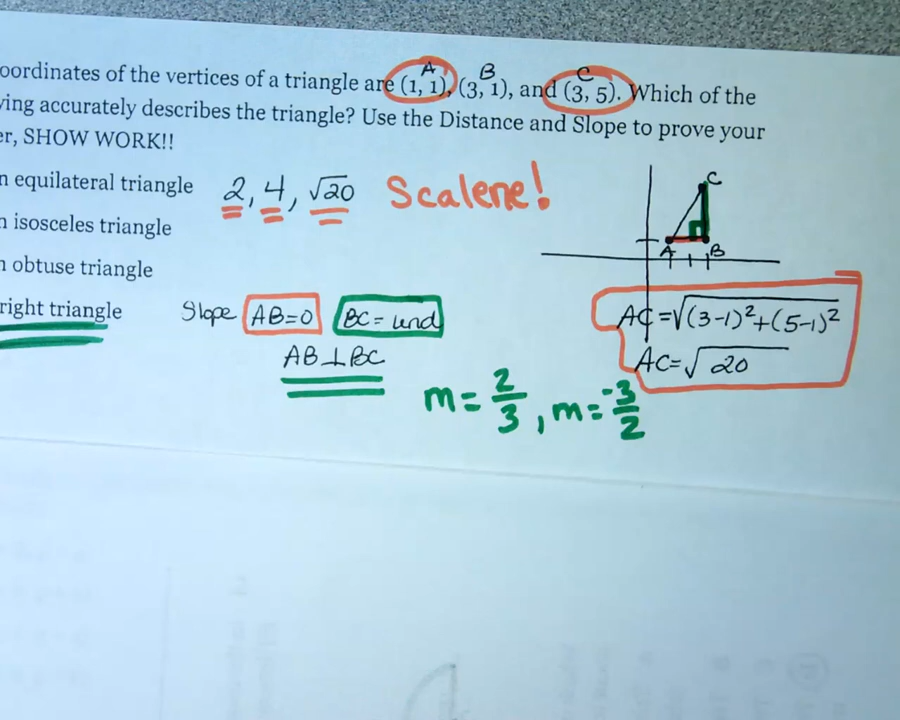 A B C
oordinates of the vertices of a triangle are (1, 1), (3, 1), and (3, 5). Which of the
ving accurately describes the triangle? Use the Distance and Slope to prove your
er, SHOW WORK!!
n equilateral triangle 2, 4, √20 Scalene!
n isosceles triangle
n obtuse triangle
right triangle
C
A B
Slope AB=0 BC=und
AB⊥BC
AC=√(3-1)²+(5-1)²
AC=√20
m=2/3, m=-3/2